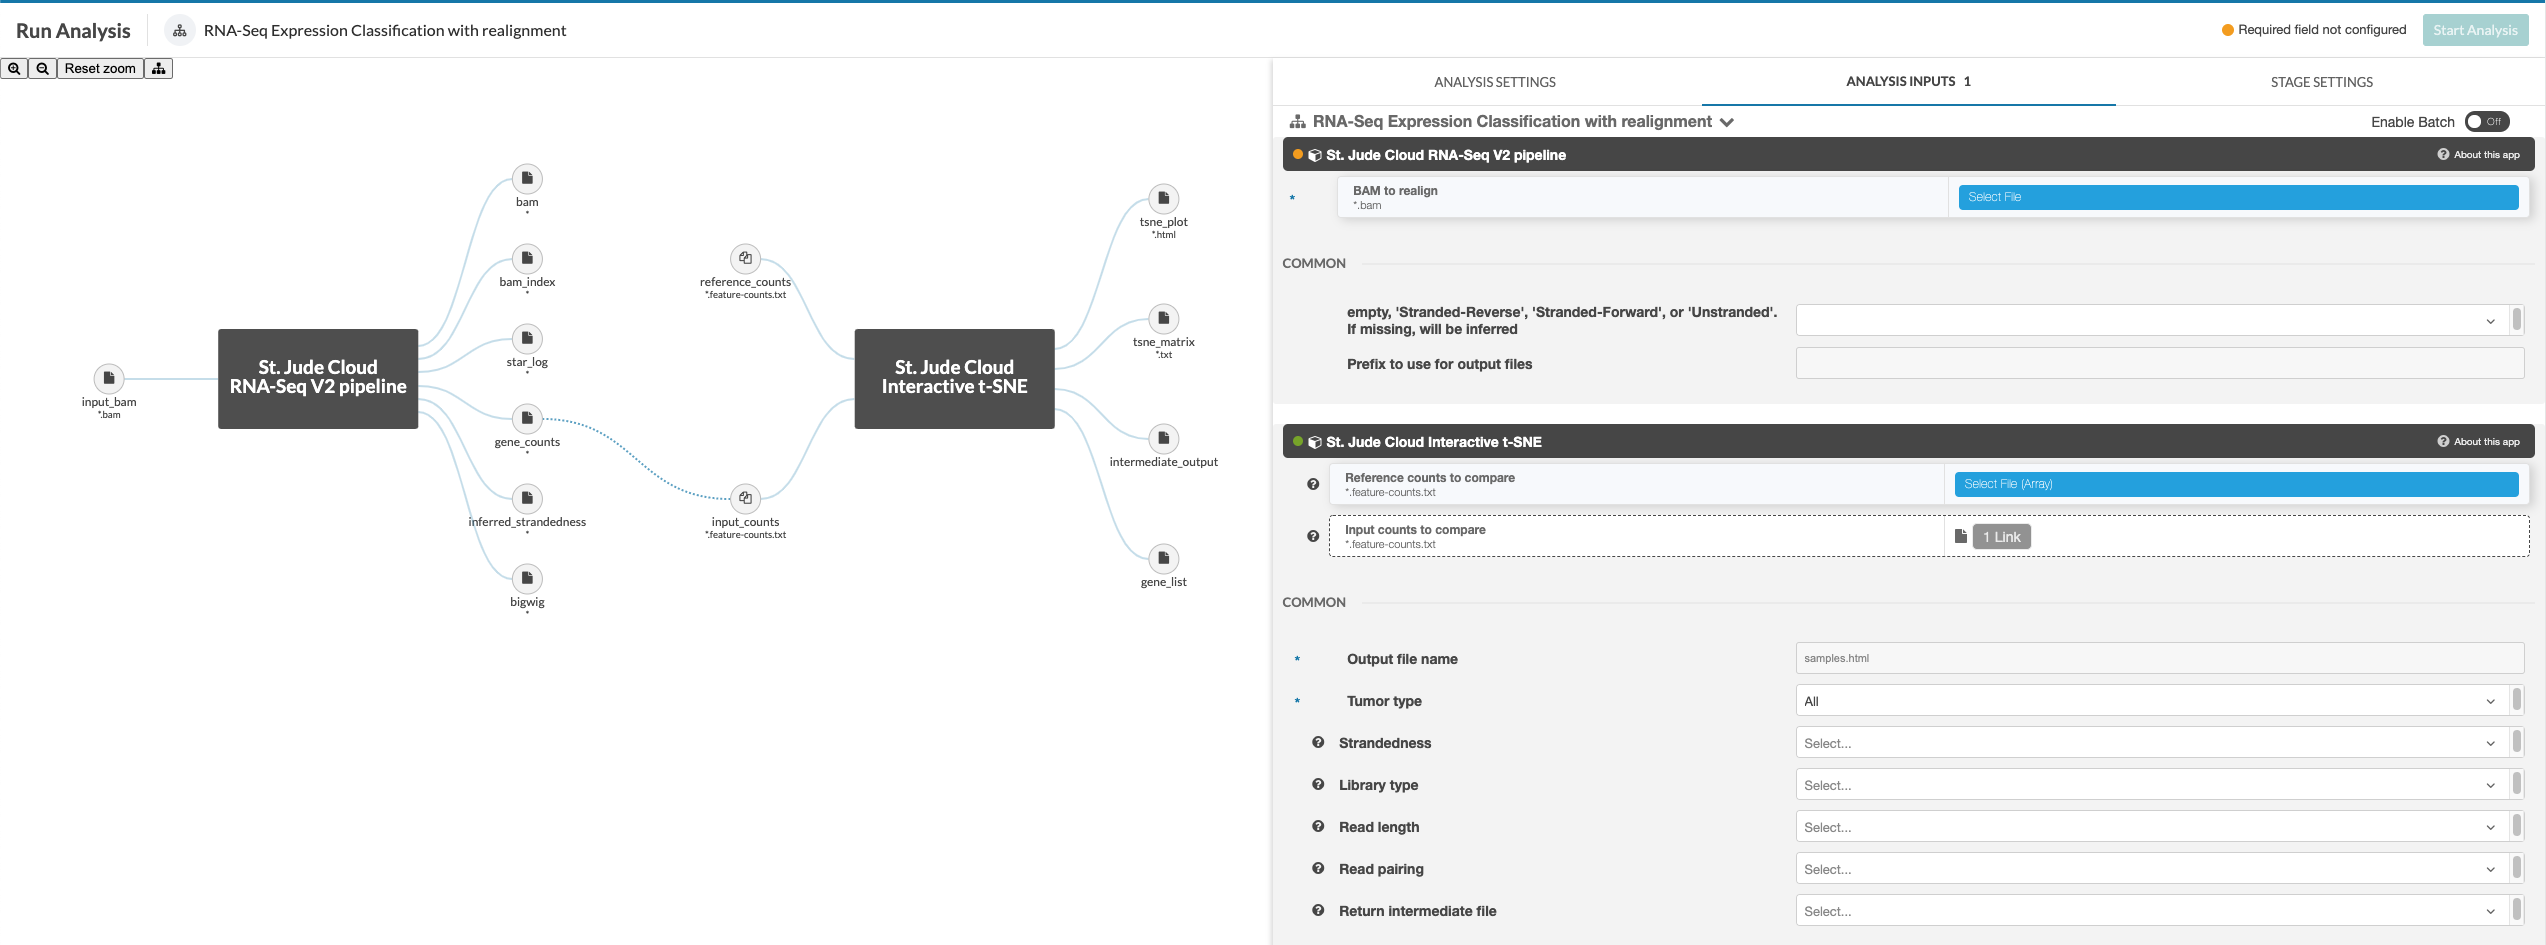 Run Analysis
RNA-Seq Expression Classification with realignment
Required field not configured
Start Analysis
Reset zoom
ANALYSIS SETTINGS
ANALYSIS INPUTS 1
STAGE SETTINGS
RNA-Seq Expression Classification with realignment
Enable Batch
Off
input_bam
*.bam
St. Jude Cloud
RNA-Seq V2 pipeline
bam
*
bam_index
*
star_log
*
gene_counts
*
inferred_strandedness
*
bigwig
*
reference_counts
*.feature-counts.txt
input_counts
*.feature-counts.txt
St. Jude Cloud
Interactive t-SNE
tsne_plot
*.html
tsne_matrix
*.txt
intermediate_output
gene_list
St. Jude Cloud RNA-Seq V2 pipeline
About this app
* BAM to realign
*.bam
Select File
COMMON
empty, 'Stranded-Reverse', 'Stranded-Forward', or 'Unstranded'.
If missing, will be inferred
Prefix to use for output files
St. Jude Cloud Interactive t-SNE
About this app
Reference counts to compare
*.feature-counts.txt
Select File (Array)
Input counts to compare
*.feature-counts.txt
1 Link
COMMON
* Output file name
samples.html
* Tumor type
All
Strandedness
Select...
Library type
Select...
Read length
Select...
Read pairing
Select...
Return intermediate file
Select...